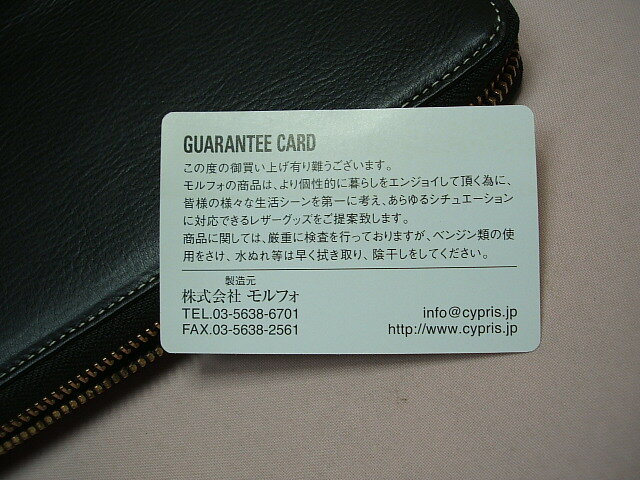 GUARANTEE CARD
この度の御買い上げ有り難うございます。
モルフォの商品は、より個性的に暮らしをエンジョイして頂く為に、
皆様の様々な生活シーンを第一に考え、あらゆるシチュエーション
に対応できるレザーグッズをご提案致します。
商品に関しては、厳重に検査を行っておりますが、ベンジン類の使
用をさけ、水ぬれ等は早く拭き取り、陰干しをしてください。
製造元
株式会社 モルフォ
TEL.03-5638-6701 info@cypris.jp
FAX.03-5638-2561 http://www.cypris.jp